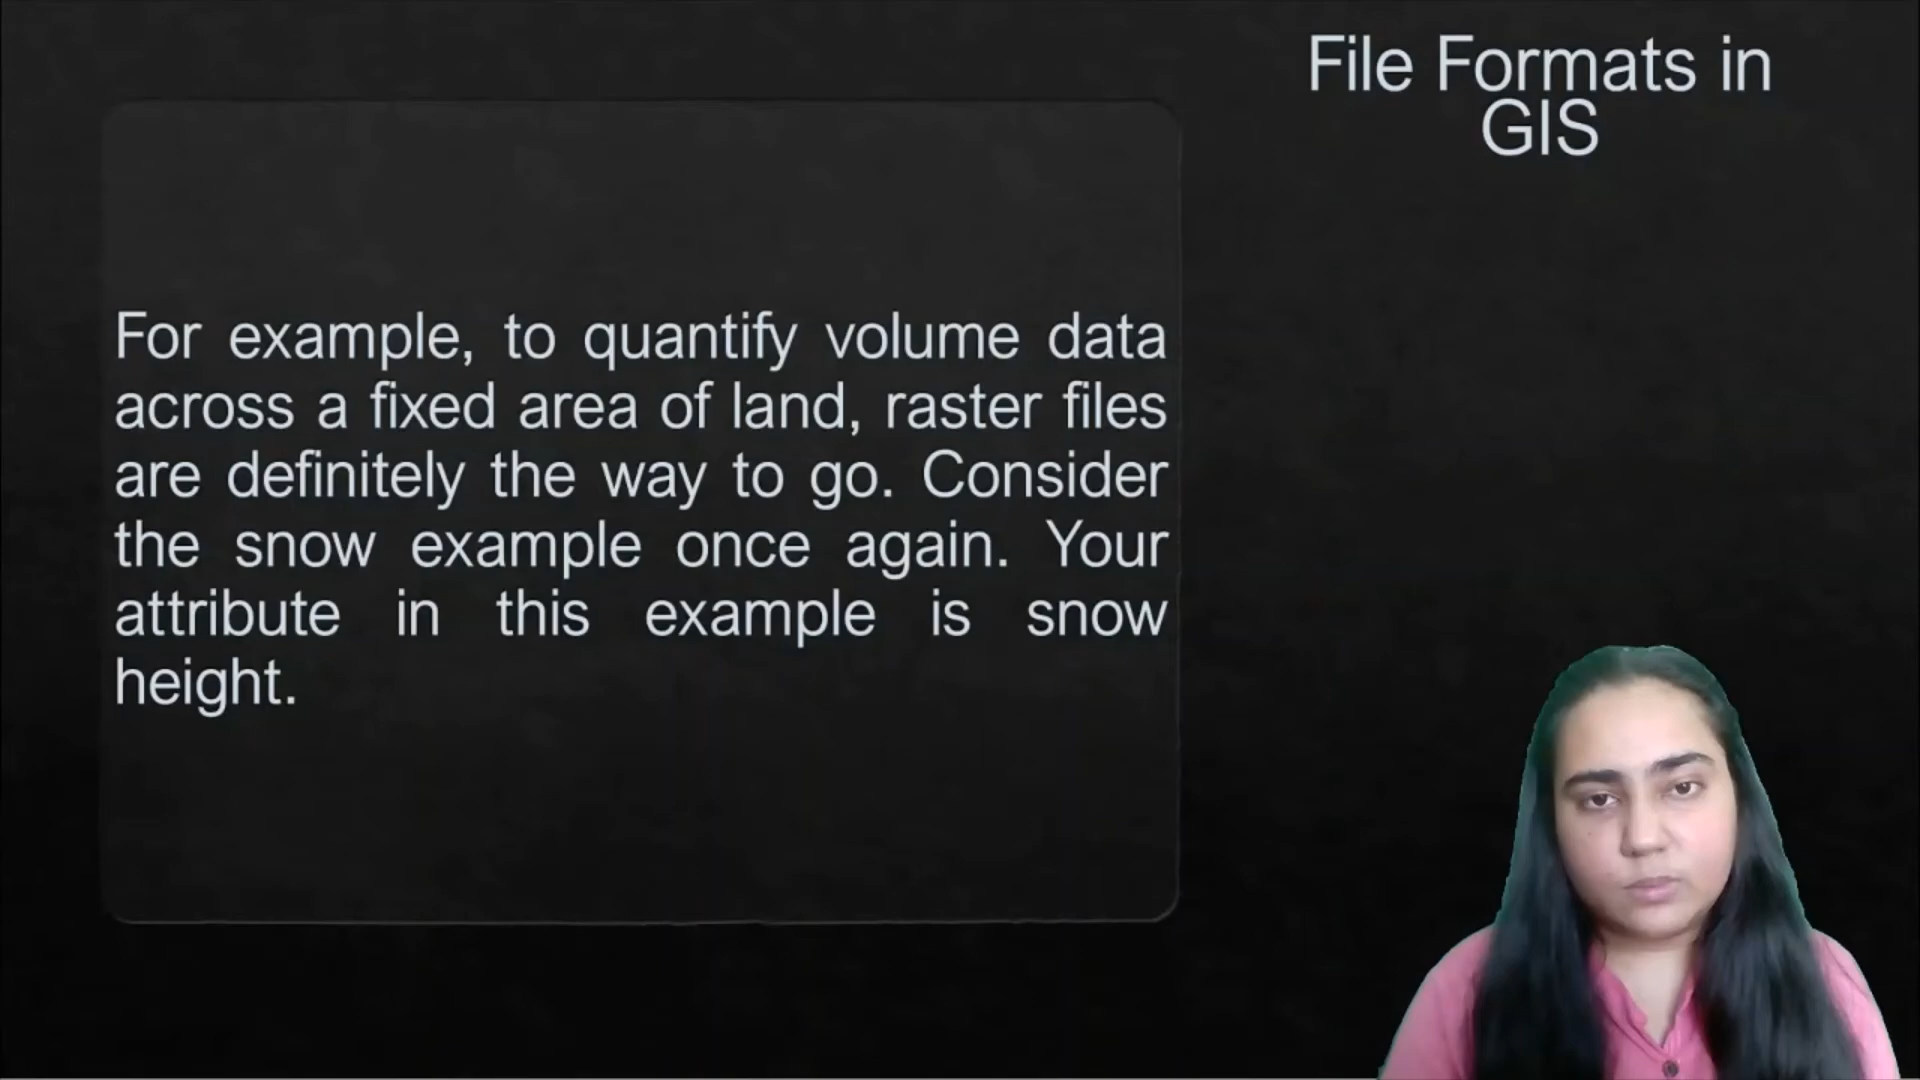 File Formats in
GIS
For example, to quantify volume data
across a fixed area of land, raster files
are definitely the way to go. Consider
the snow example once again. Your
attribute in this example is snow
height.